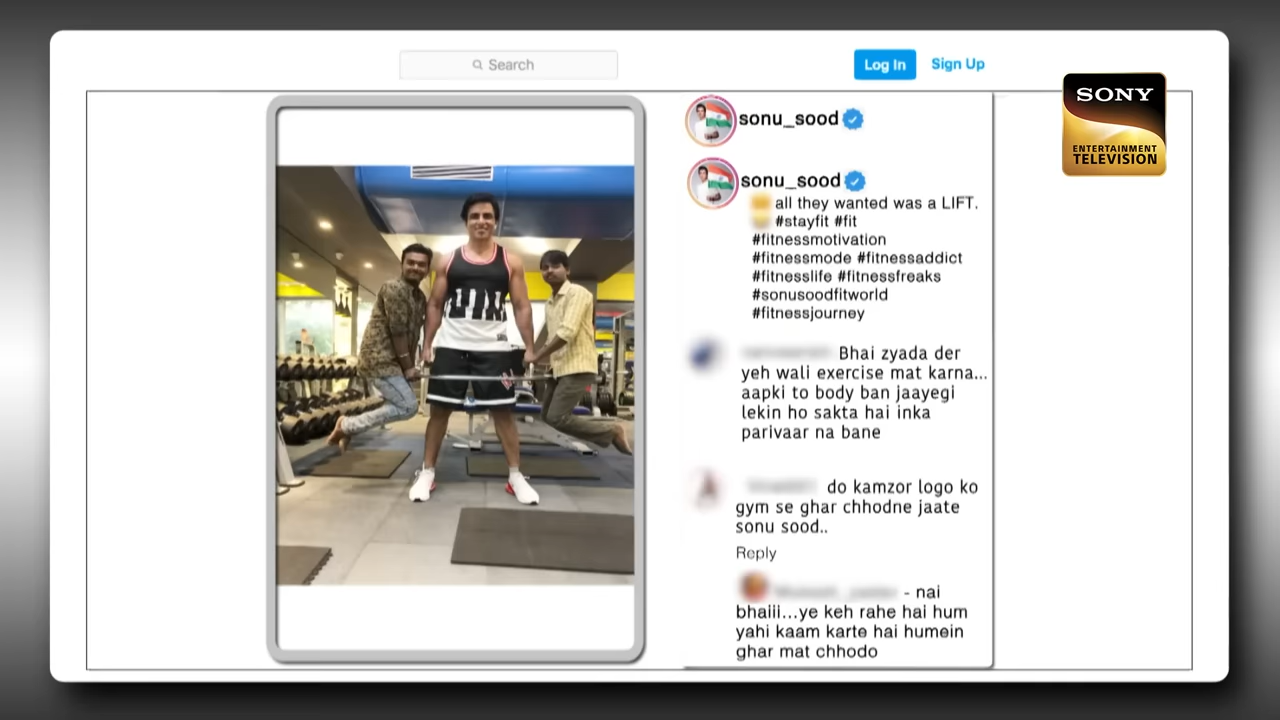 Search
Log In
Sign Up
SONY
ENTERTAINMENT
TELEVISION
sonu_sood
sonu_sood
all they wanted was a LIFT.
#stayfit #fit
#fitnessmotivation
#fitnessmode #fitnessaddict
#fitnesslife #fitnessfreaks
#sonusoodfitworld
#fitnessjourney
Bhai zyada der
yeh wali exercise mat karna...
aapki to body ban jaayegi
lekin ho sakta hai inka
parivaar na bane
do kamzor logo ko
gym se ghar chhodne jaate
sonu sood..
Reply
- nai
bhaiii...ye keh rahe hai hum
yahi kaam karte hai humein
ghar mat chhodo